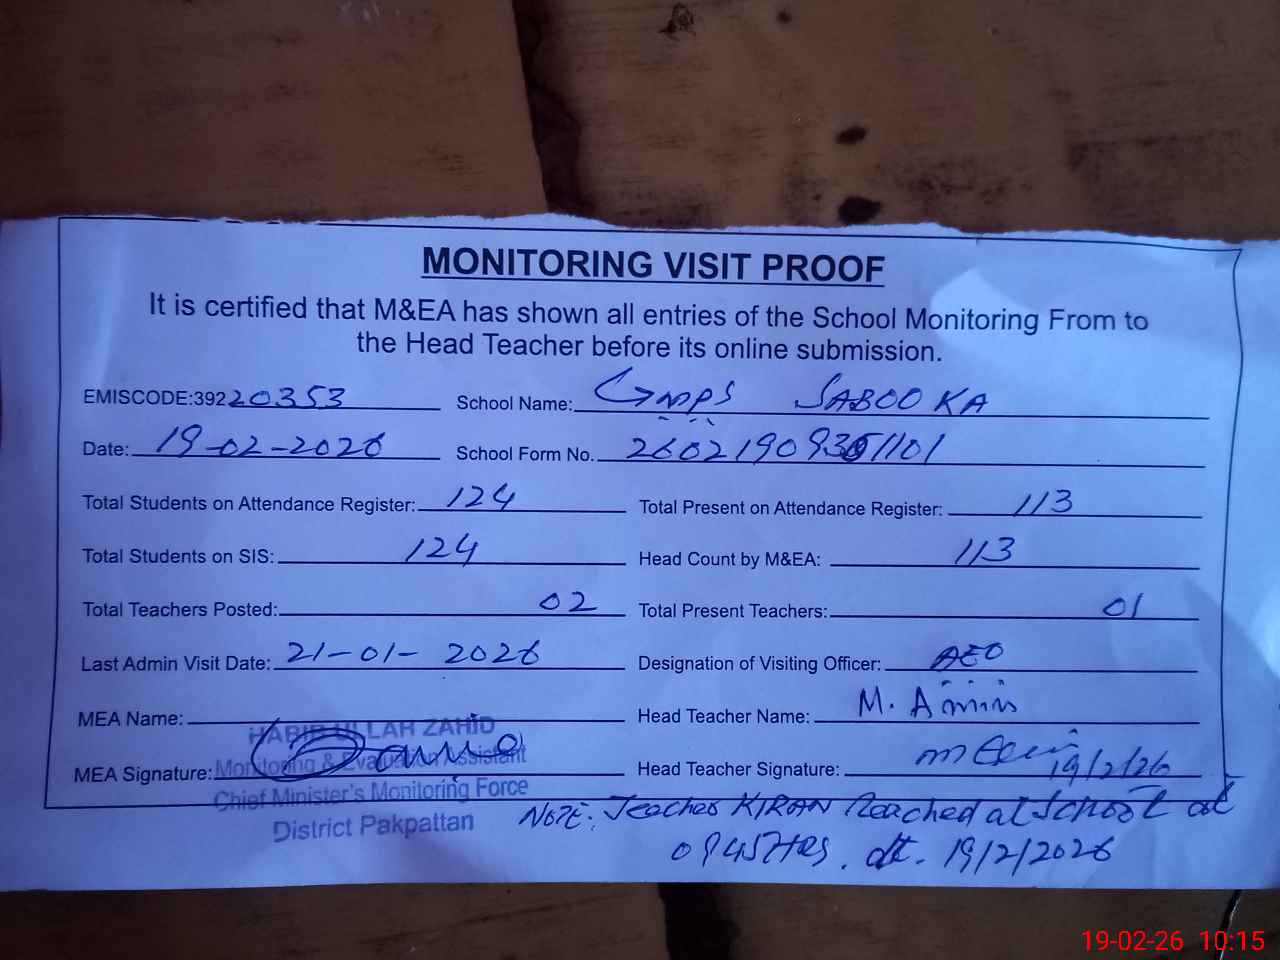 MONITORING VISIT PROOF
It is certified that M&EA has shown all entries of the School Monitoring From to
the Head Teacher before its online submission.
EMISCODE:39220353 School Name: GMPS SABOO KA
Date: 19-02-2026 School Form No. 26021909351101
Total Students on Attendance Register: 124 Total Present on Attendance Register: 113
Total Students on SIS: 124 Head Count by M&EA: 113
Total Teachers Posted: 02 Total Present Teachers: 01
Last Admin Visit Date: 21-01-2026 Designation of Visiting Officer: AEO
MEA Name: Head Teacher Name: M. Amin
HABIB ULLAH ZAHID
MEA Signature: Monitoring & Evaluation Assistant Head Teacher Signature: 19/2/26
Chief Minister's Monitoring Force
District Pakpattan
NOTE: Teacher KIRAN Reached at School at
0945Hrs. dt. 19/2/2026
19-02-26 10:15